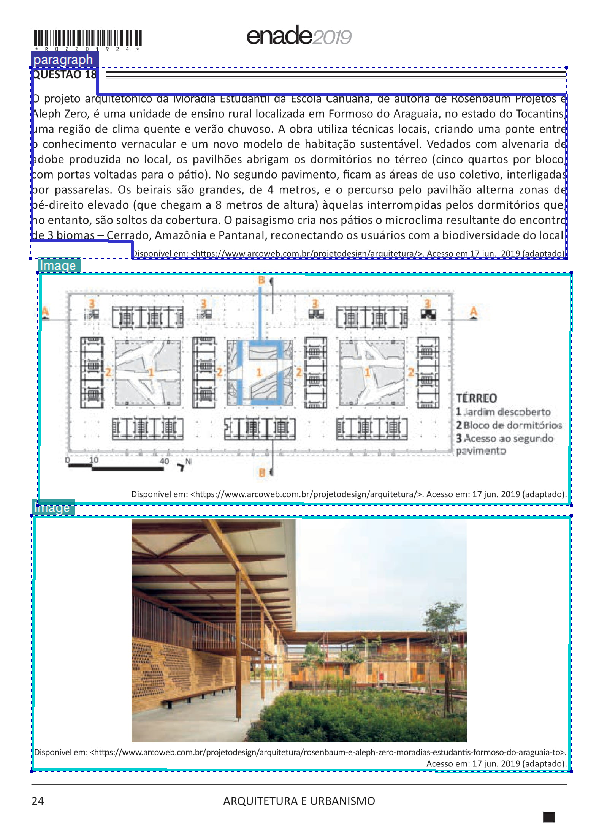 * R 0 2 2 0 1 9 2 4 *
enade2019
paragraph
QUESTÃO 18
O projeto arquitetônico da Moradia Estudantil da Escola Canuanã, de autoria de Rosenbaum Projetos e
Aleph Zero, é uma unidade de ensino rural localizada em Formoso do Araguaia, no estado do Tocantins,
uma região de clima quente e verão chuvoso. A obra utiliza técnicas locais, criando uma ponte entre
o conhecimento vernacular e um novo modelo de habitação sustentável. Vedados com alvenaria de
adobe produzida no local, os pavilhões abrigam os dormitórios no térreo (cinco quartos por bloco,
com portas voltadas para o pátio). No segundo pavimento, ficam as áreas de uso coletivo, interligadas
por passarelas. Os beirais são grandes, de 4 metros, e o percurso pelo pavilhão alterna zonas de
pé-direito elevado (que chegam a 8 metros de altura) àquelas interrompidas pelos dormitórios que,
no entanto, são soltos da cobertura. O paisagismo cria nos pátios o microclima resultante do encontro
de 3 biomas – Cerrado, Amazônia e Pantanal, reconectando os usuários com a biodiversidade do local.
Disponível em: <https://www.arcoweb.com.br/projetodesign/arquitetura/>. Acesso em 17 jun. 2019 (adaptado).
Image
B
3 3 3 3
A A
2 1 2 1 2 1 2
TÉRREO
1 Jardim descoberto
2 Bloco de dormitórios
3 Acesso ao segundo
pavimento
0 10 40 N
B
Disponível em: <https://www.arcoweb.com.br/projetodesign/arquitetura/>. Acesso em: 17 jun. 2019 (adaptado).
Image
Disponível em: <https://www.arcoweb.com.br/projetodesign/arquitetura/rosenbaum-e-aleph-zero-moradias-estudantis-formoso-do-araguaia-to>.
Acesso em: 17 jun. 2019 (adaptado).
24
ARQUITETURA E URBANISMO